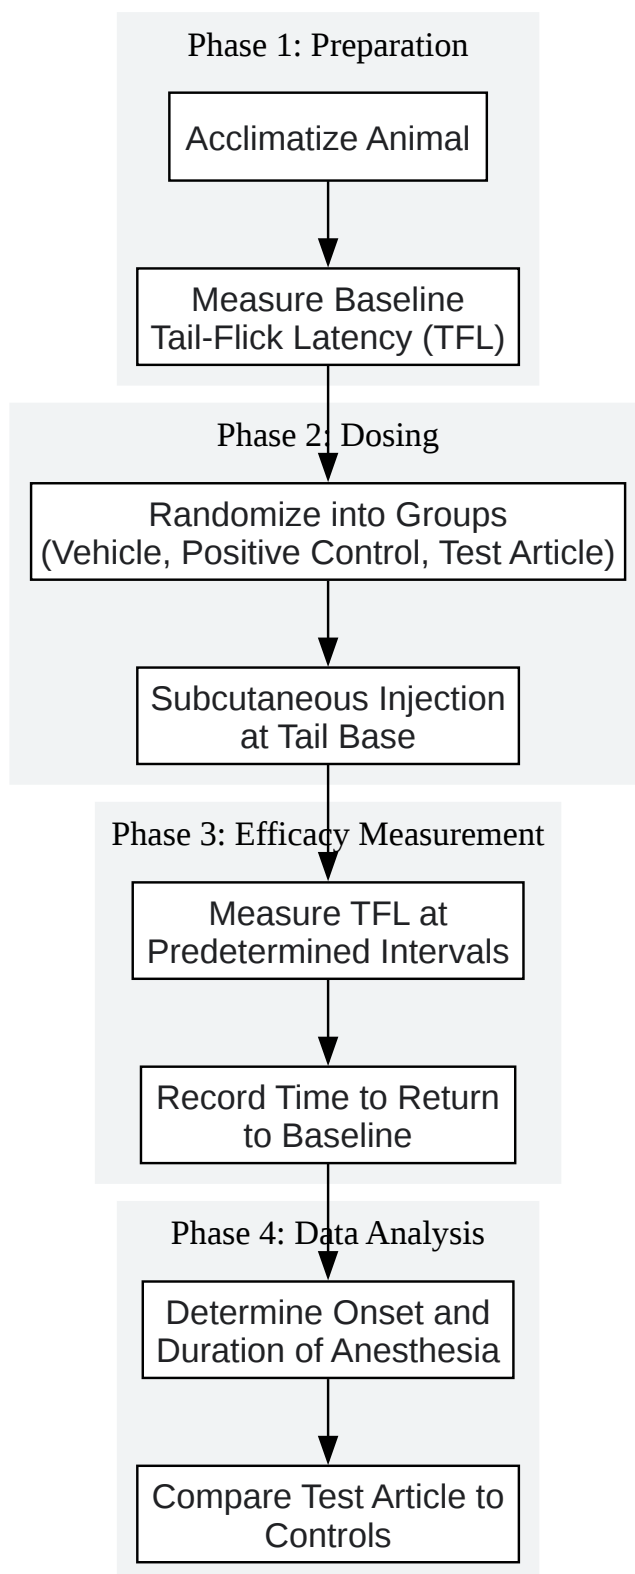 Phase 1: Preparation
Acclimatize Animal
Measure Baseline
Tail-Flick Latency (TFL)
Phase 2: Dosing
Randomize into Groups
(Vehicle, Positive Control, Test Article)
Subcutaneous Injection
at Tail Base
Phase 3: Efficacy Measurement
Measure TFL at
Predetermined Intervals
Record Time to Return
to Baseline
Phase 4: Data Analysis
Determine Onset and
Duration of Anesthesia
Compare Test Article to
Controls